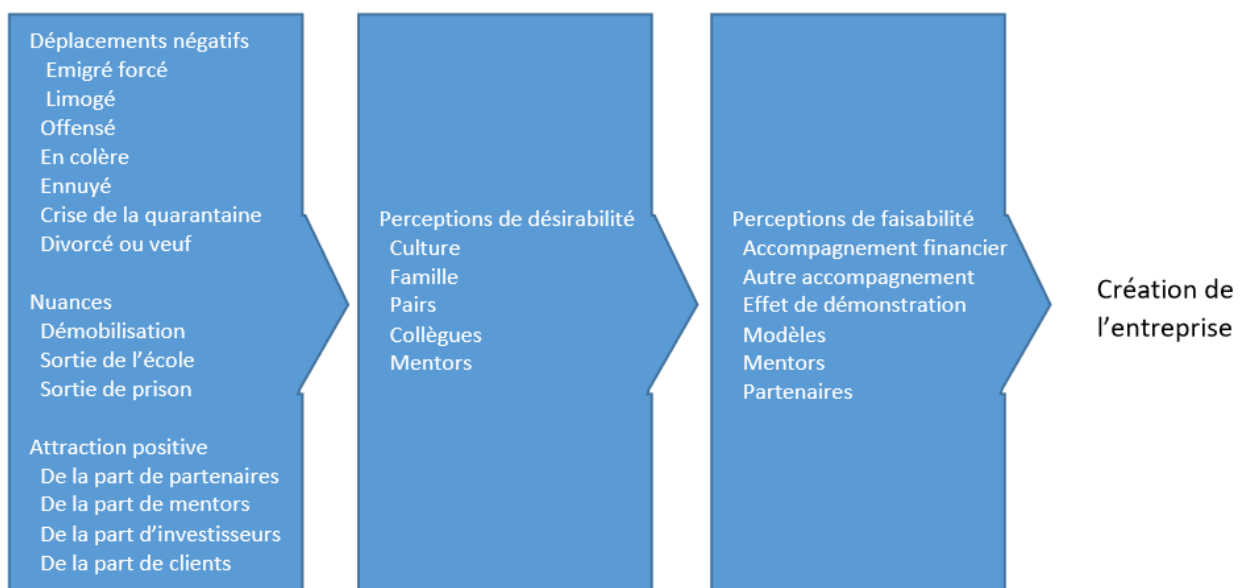 Déplacements négatifs
Emigré forcé
Limogé
Offensé
En colère
Ennuyé
Crise de la quarantaine
Divorcé ou veuf
Nuances
Démobilisation
Sortie de l'école
Sortie de prison
Attraction positive
De la part de partenaires
De la part de mentors
De la part d'investisseurs
De la part de clients
Perceptions de désirabilité
Culture
Famille
Pairs
Collègues
Mentors
Perceptions de faisabilité
Accompagnement financier
Autre accompagnement
Effet de démonstration
Modèles
Mentors
Partenaires
Création de
l'entreprise